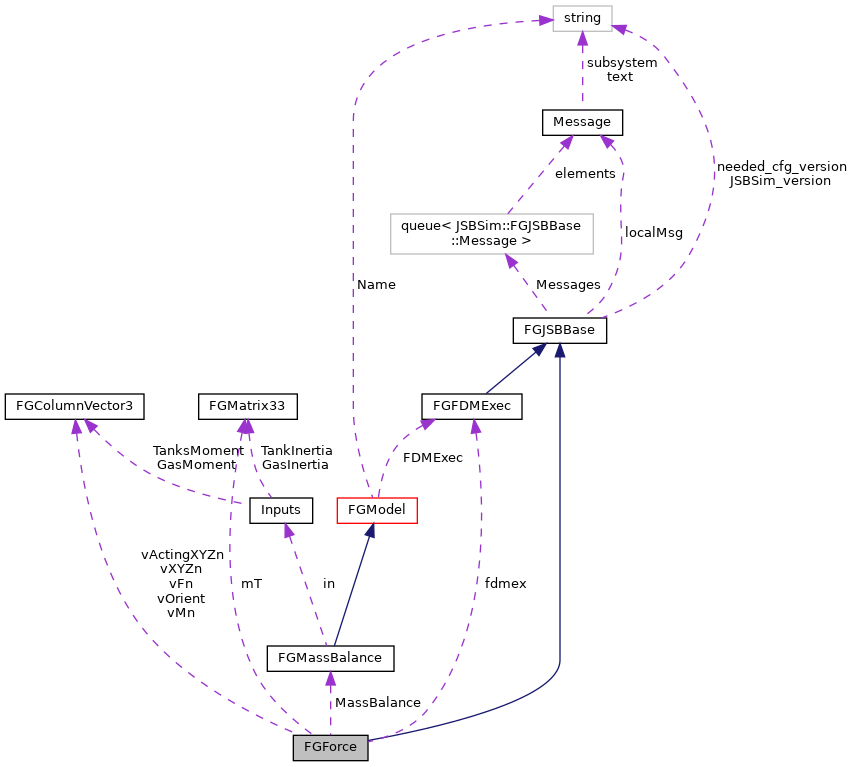 string
subsystem
text
Message
needed_cfg_version
JSBSim_version
elements
queue< JSBSim::FGJSBBase
::Message >
localMsg
Name
Messages
FGJSBBase
FGColumnVector3
FGMatrix33
FGFDMExec
TanksMoment
GasMoment
TankInertia
GasInertia
FDMExec
Inputs
FGModel
vActingXYZn
vXYZn
vFn
vOrient
vMn
mT
in
fdmex
FGMassBalance
MassBalance
FGForce